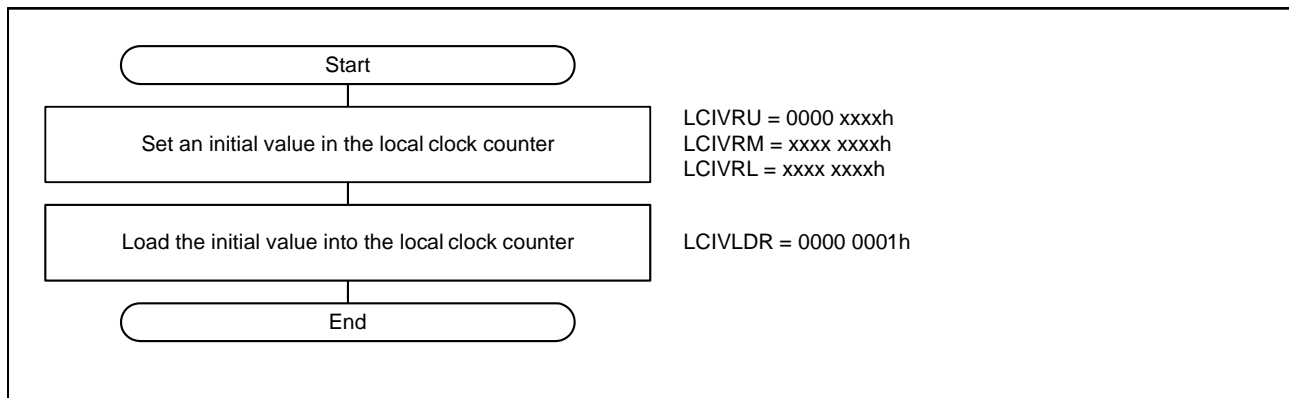 Start
Set an initial value in the local clock counter
LCIVRU = 0000 xxxxh
LCIVRM = xxxx xxxxh
LCIVRL = xxxx xxxxh
Load the initial value into the local clock counter
LCIVLDR = 0000 0001h
End